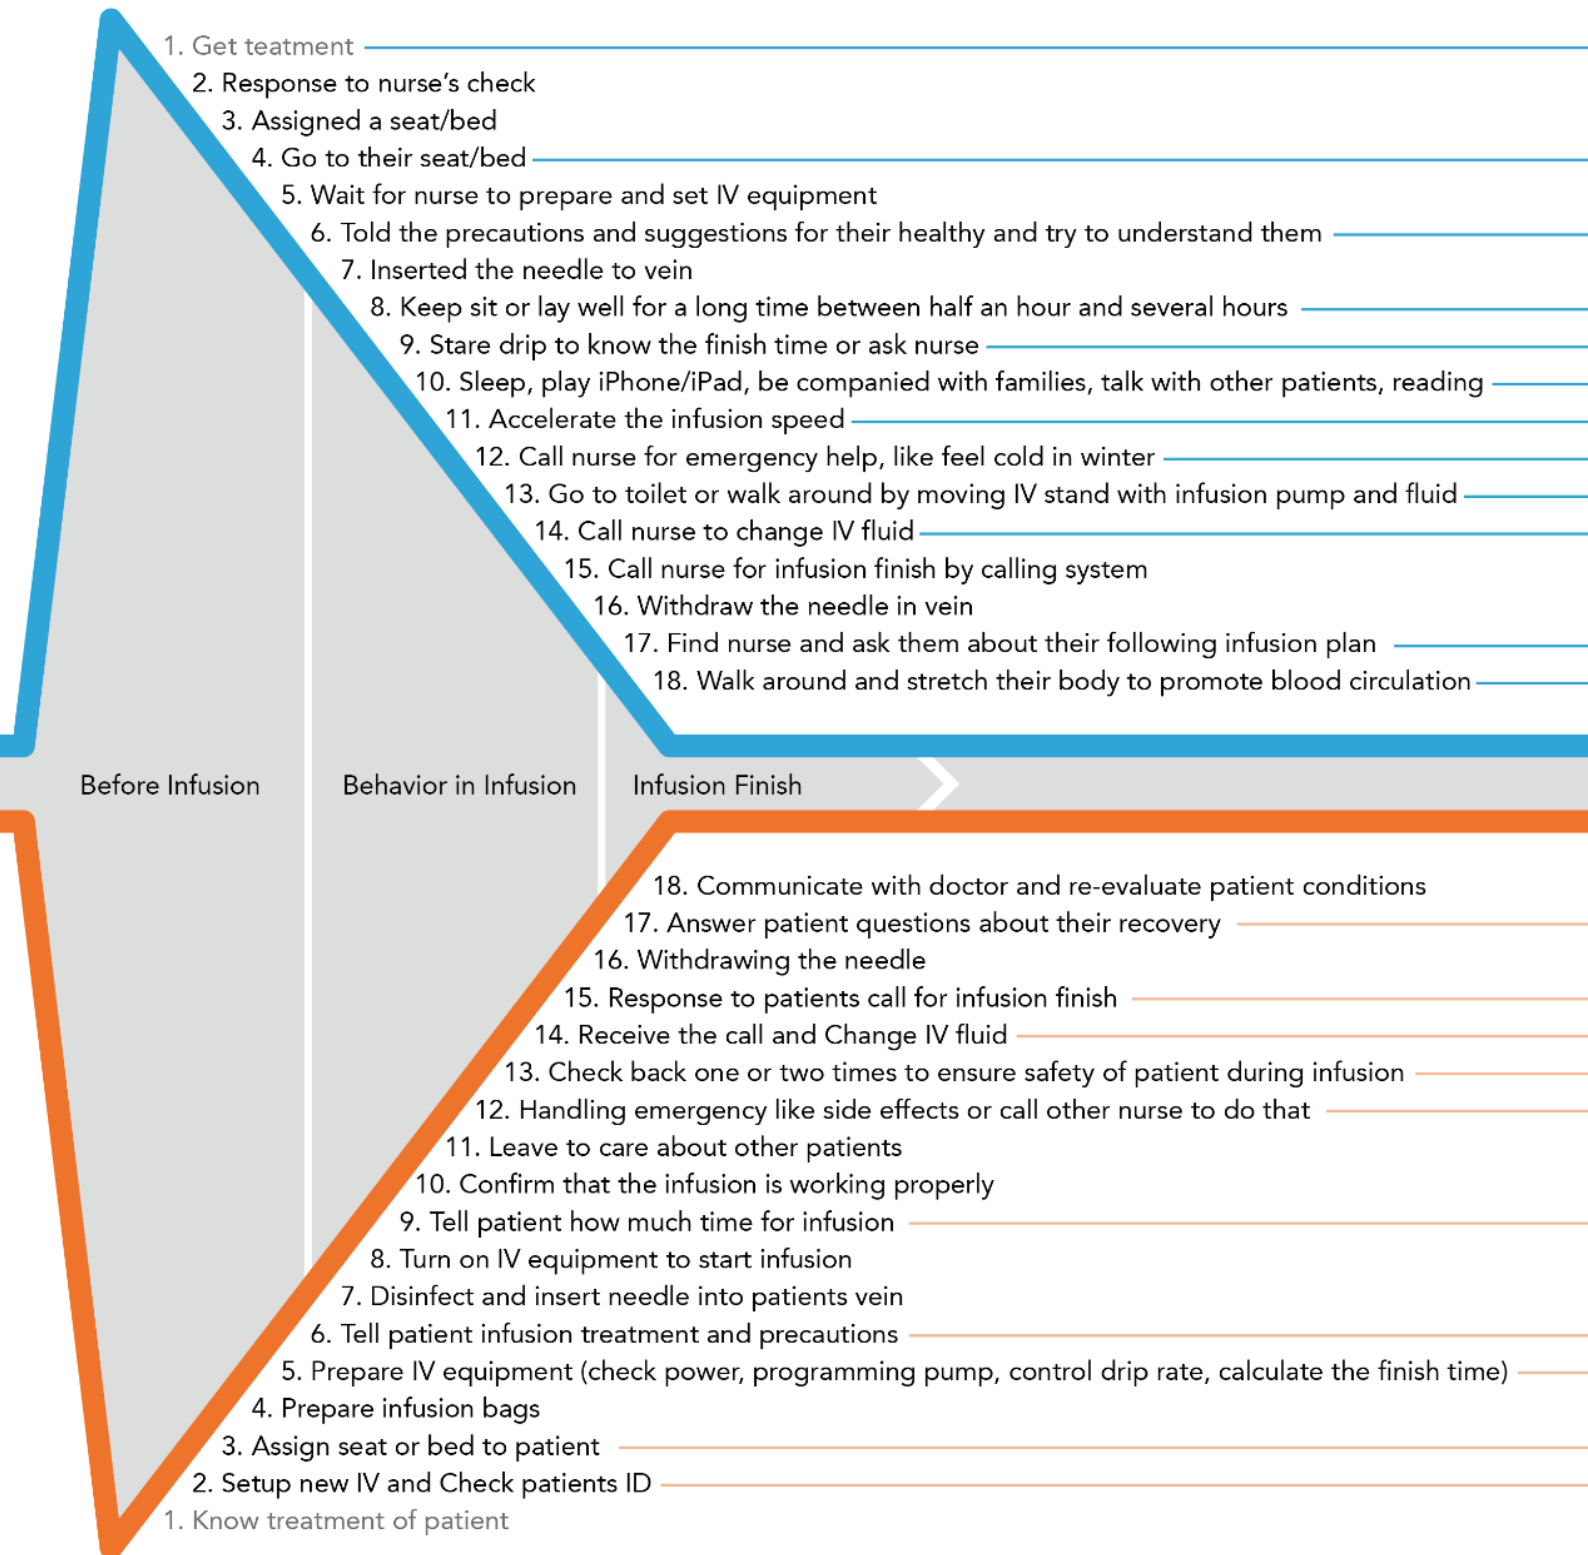 1. Get teatment
2. Response to nurse’s check
3. Assigned a seat/bed
4. Go to their seat/bed
5. Wait for nurse to prepare and set IV equipment
6. Told the precautions and suggestions for their healthy and try to understand them
7. Inserted the needle to vein
8. Keep sit or lay well for a long time between half an hour and several hours
9. Stare drip to know the finish time or ask nurse
10. Sleep, play iPhone/iPad, be companied with families, talk with other patients, reading
11. Accelerate the infusion speed
12. Call nurse for emergency help, like feel cold in winter
13. Go to toilet or walk around by moving IV stand with infusion pump and fluid
14. Call nurse to change IV fluid
15. Call nurse for infusion finish by calling system
16. Withdraw the needle in vein
17. Find nurse and ask them about their following infusion plan
18. Walk around and stretch their body to promote blood circulation
Before Infusion
Behavior in Infusion
Infusion Finish
18. Communicate with doctor and re-evaluate patient conditions
17. Answer patient questions about their recovery
16. Withdrawing the needle
15. Response to patients call for infusion finish
14. Receive the call and Change IV fluid
13. Check back one or two times to ensure safety of patient during infusion
12. Handling emergency like side effects or call other nurse to do that
11. Leave to care about other patients
10. Confirm that the infusion is working properly
9. Tell patient how much time for infusion
8. Turn on IV equipment to start infusion
7. Disinfect and insert needle into patients vein
6. Tell patient infusion treatment and precautions
5. Prepare IV equipment (check power, programming pump, control drip rate, calculate the finish time)
4. Prepare infusion bags
3. Assign seat or bed to patient
2. Setup new IV and Check patients ID
1. Know treatment of patient